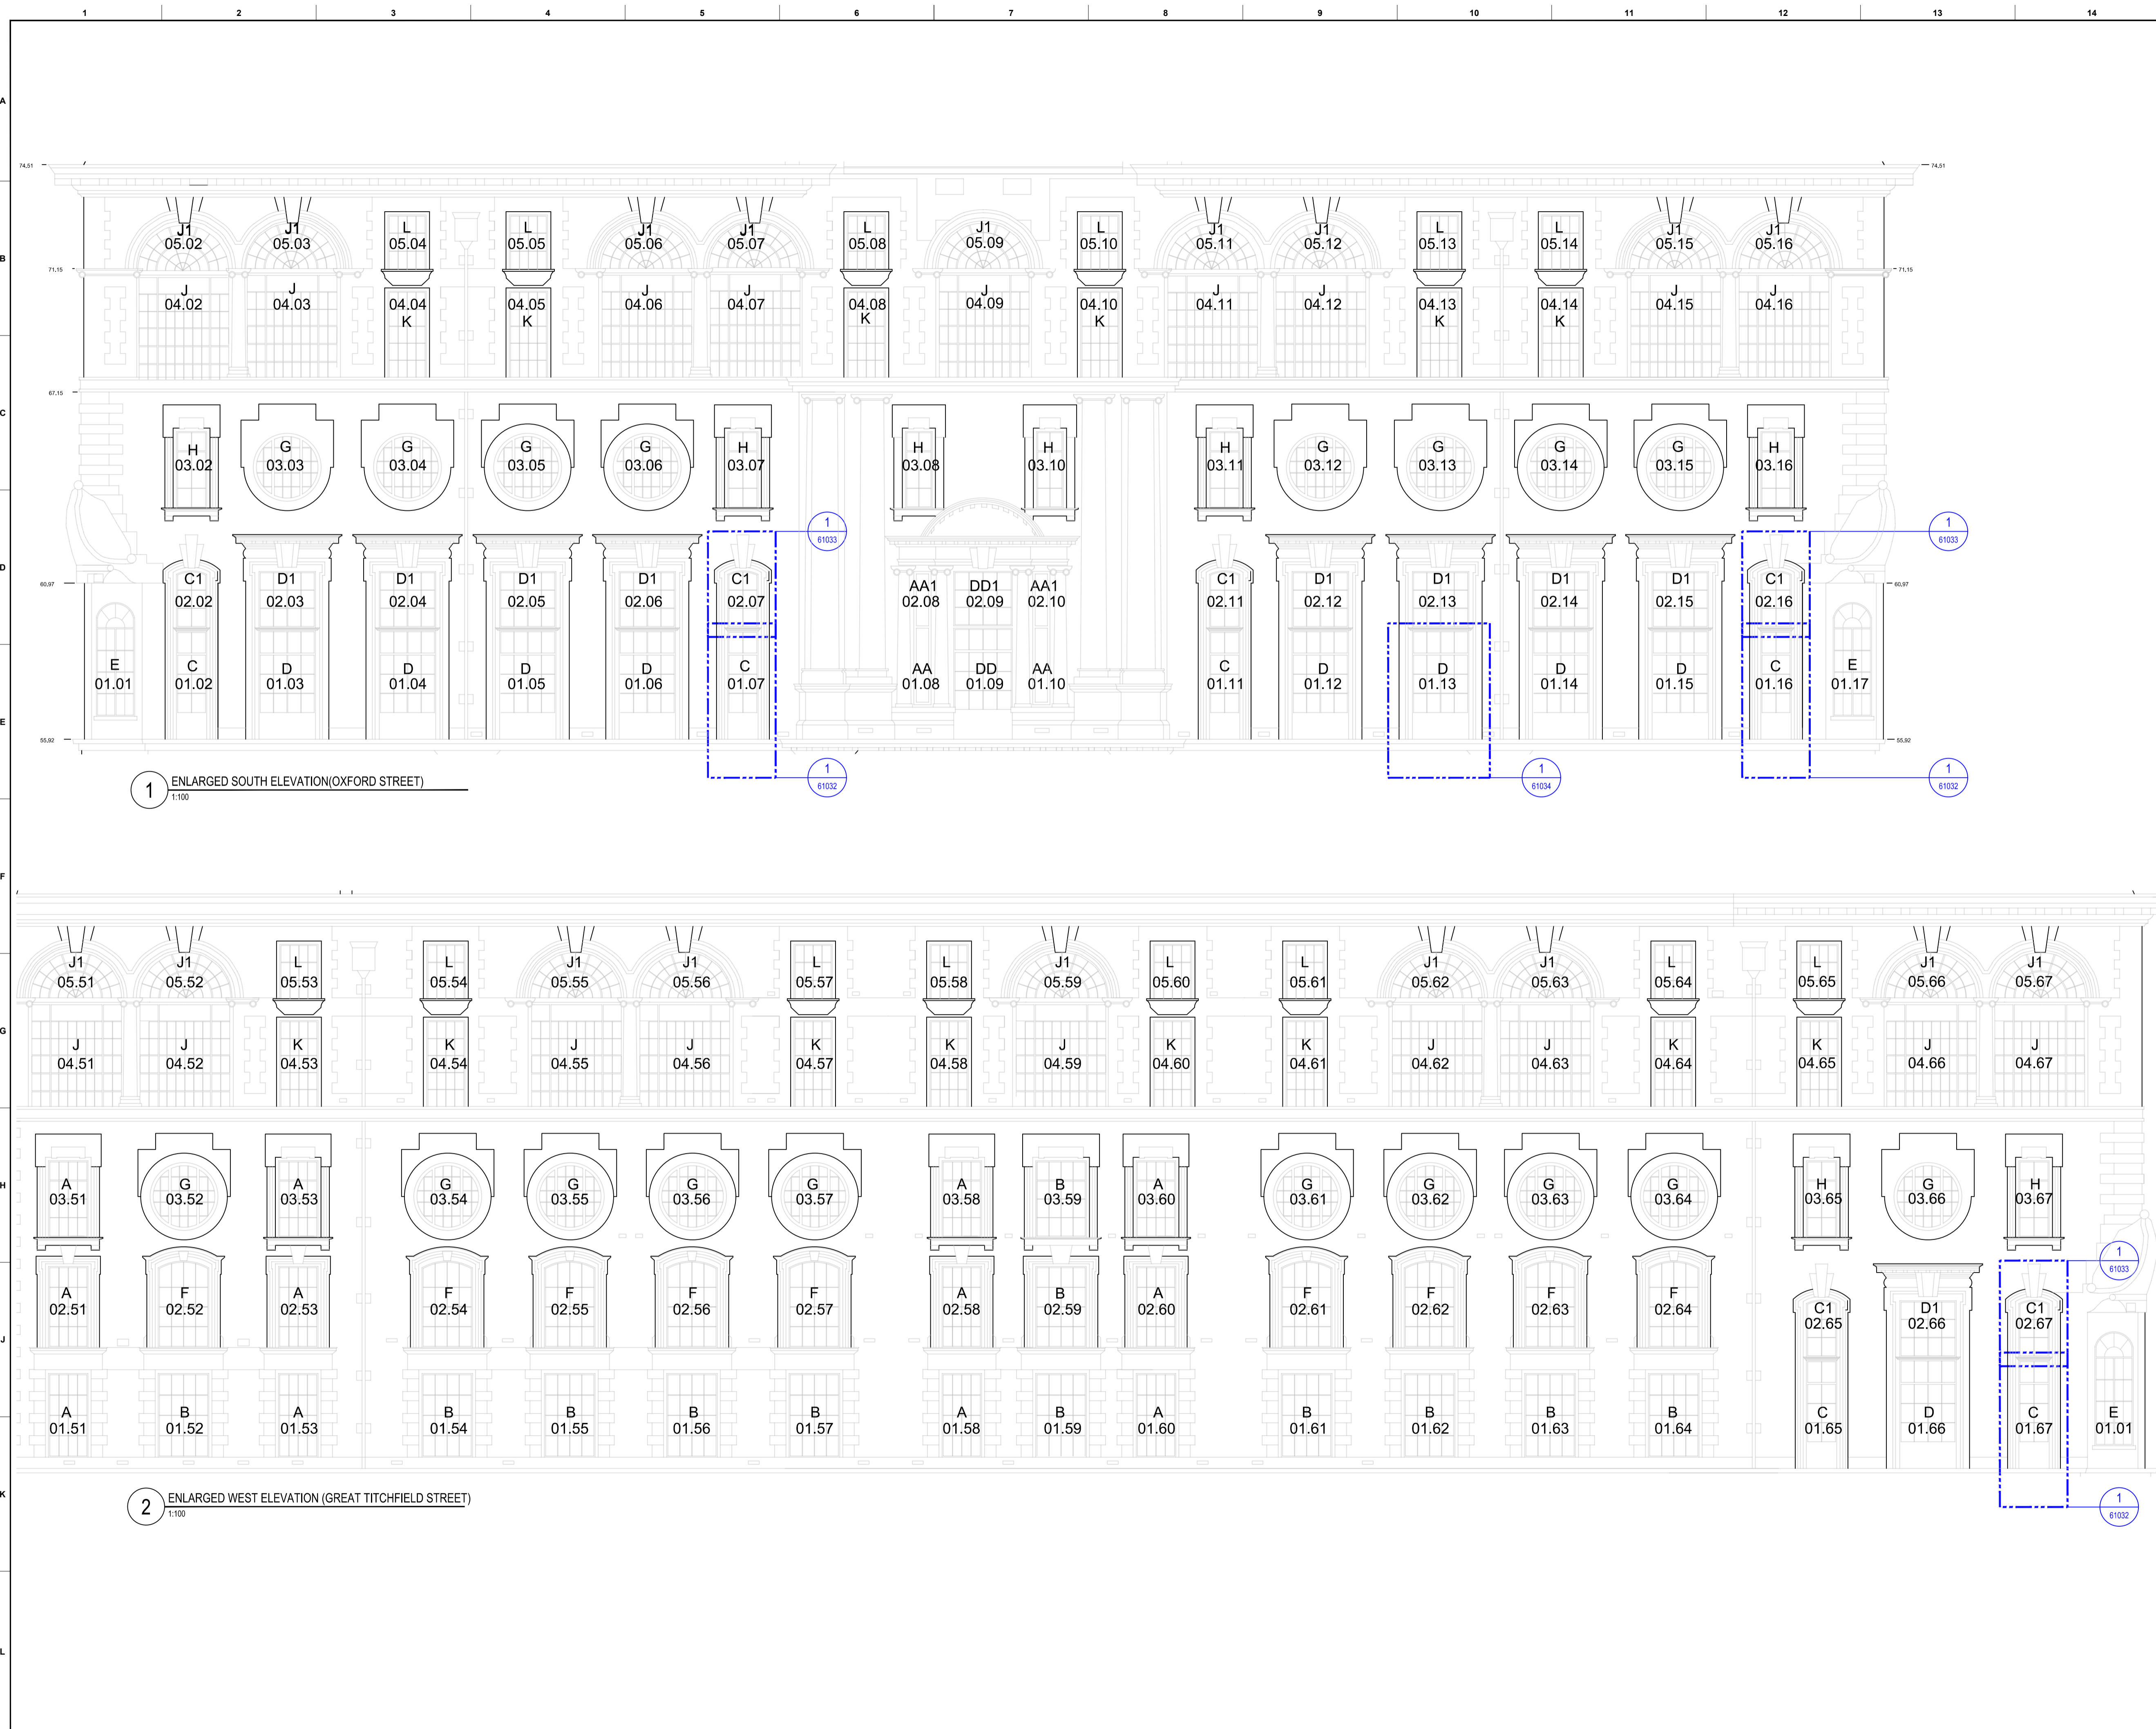 1 2 3 4 5 6 7 8 9 10 11 12 13 14
A
74,51 74,51
J1 J1 L L J1 J1 L J1 L J1 J1 L L J1 J1
05.02 05.03 05.04 05.05 05.06 05.07 05.08 05.09 05.10 05.11 05.12 05.13 05.14 05.15 05.16
B
71,15 71,15
J J J J J J J J J
04.02 04.03 04.04 04.05 04.06 04.07 04.08 04.09 04.10 04.11 04.12 04.13 04.14 04.15 04.16
K K K K K K
67,15
C
H G G G G H H H H G G G G H
03.02 03.03 03.04 03.05 03.06 03.07 03.08 03.10 03.11 03.12 03.13 03.14 03.15 03.16
1 1
61033 61033
D
C1 D1 D1 D1 D1 C1 AA1 DD1 AA1 C1 D1 D1 D1 D1 C1
60,97 60,97
02.02 02.03 02.04 02.05 02.06 02.07 02.08 02.09 02.10 02.11 02.12 02.13 02.14 02.15 02.16
E C D D D D C AA DD AA C D D D D C E
01.01 01.02 01.03 01.04 01.05 01.06 01.07 01.08 01.09 01.10 01.11 01.12 01.13 01.14 01.15 01.16 01.17
E
55,92 55,92
1 ENLARGED SOUTH ELEVATION(OXFORD STREET)
1:100
1 1 1
61032 61034 61032
F
J1 J1 L L J1 J1 L L J1 L L J1 J1 L L J1 J1
05.51 05.52 05.53 05.54 05.55 05.56 05.57 05.58 05.59 05.60 05.61 05.62 05.63 05.64 05.65 05.66 05.67
G
J J K K J J K K J K K J J K K J J
04.51 04.52 04.53 04.54 04.55 04.56 04.57 04.58 04.59 04.60 04.61 04.62 04.63 04.64 04.65 04.66 04.67
H
A G A G G G G A B A G G G G H G H
03.51 03.52 03.53 03.54 03.55 03.56 03.57 03.58 03.59 03.60 03.61 03.62 03.63 03.64 03.65 03.66 03.67
1
61033
A F A F F F F A B A F F F F C1 D1 C1
02.51 02.52 02.53 02.54 02.55 02.56 02.57 02.58 02.59 02.60 02.61 02.62 02.63 02.64 02.65 02.66 02.67
J
A B A B B B B A B A B B B B C D C E
01.51 01.52 01.53 01.54 01.55 01.56 01.57 01.58 01.59 01.60 01.61 01.62 01.63 01.64 01.65 01.66 01.67 01.01
K
2 ENLARGED WEST ELEVATION (GREAT TITCHFIELD STREET)
1:100
1
61032
L